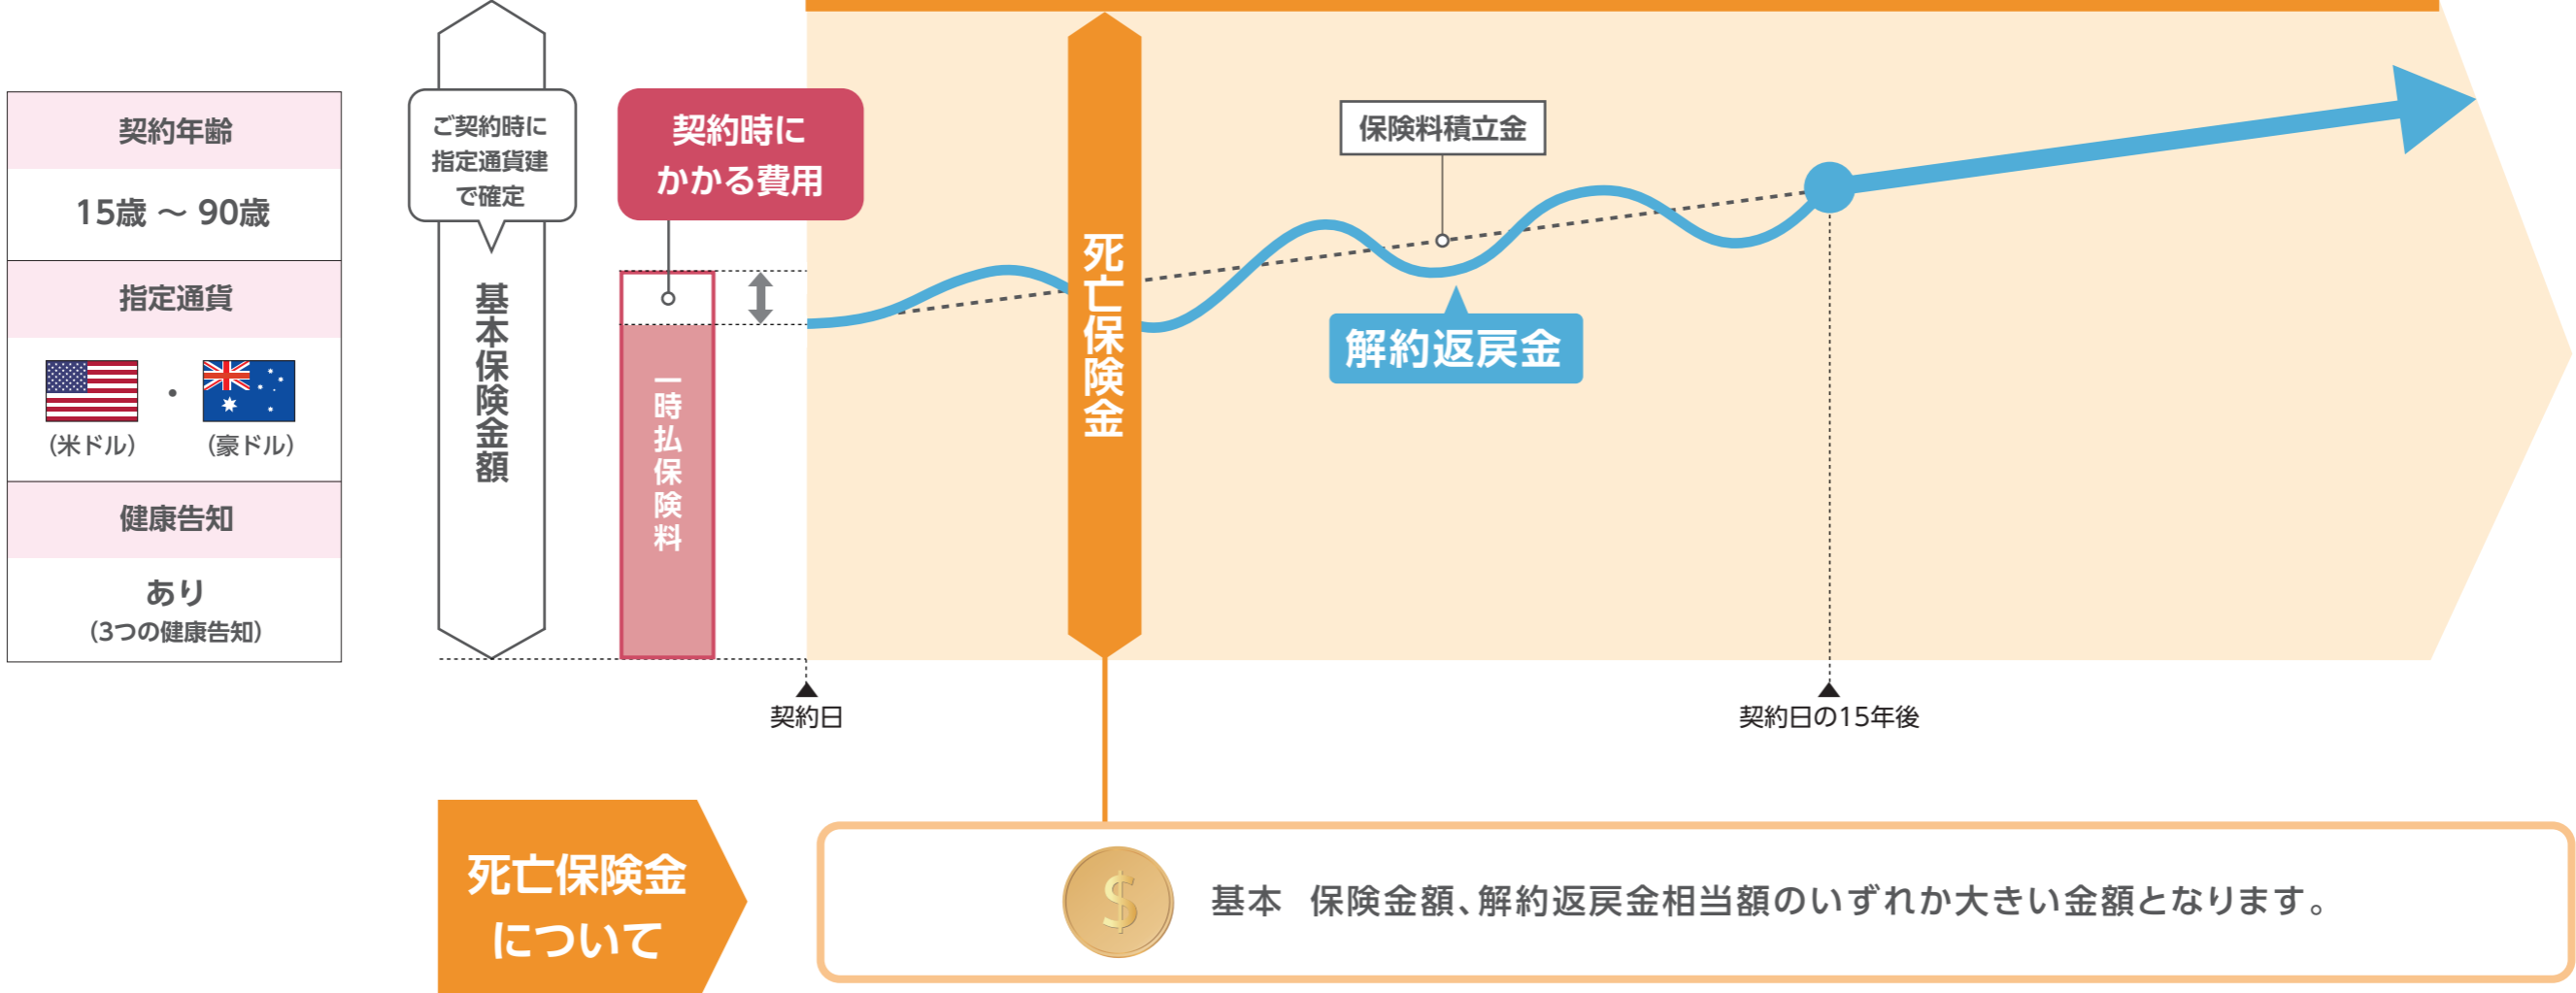 契約年齢
15歳 ～ 90歳
指定通貨
・
(米ドル)
(豪ドル)
健康告知
あり
(3つの健康告知)
ご契約時に
指定通貨建
で確定
基本保険金額
契約時に
かかる費用
一時払保険料
死亡保険金
保険料積立金
解約返戻金
契約日
契約日の15年後
死亡保険金
について
$
基本 保険金額、解約返戻金相当額のいずれか大きい金額となります。